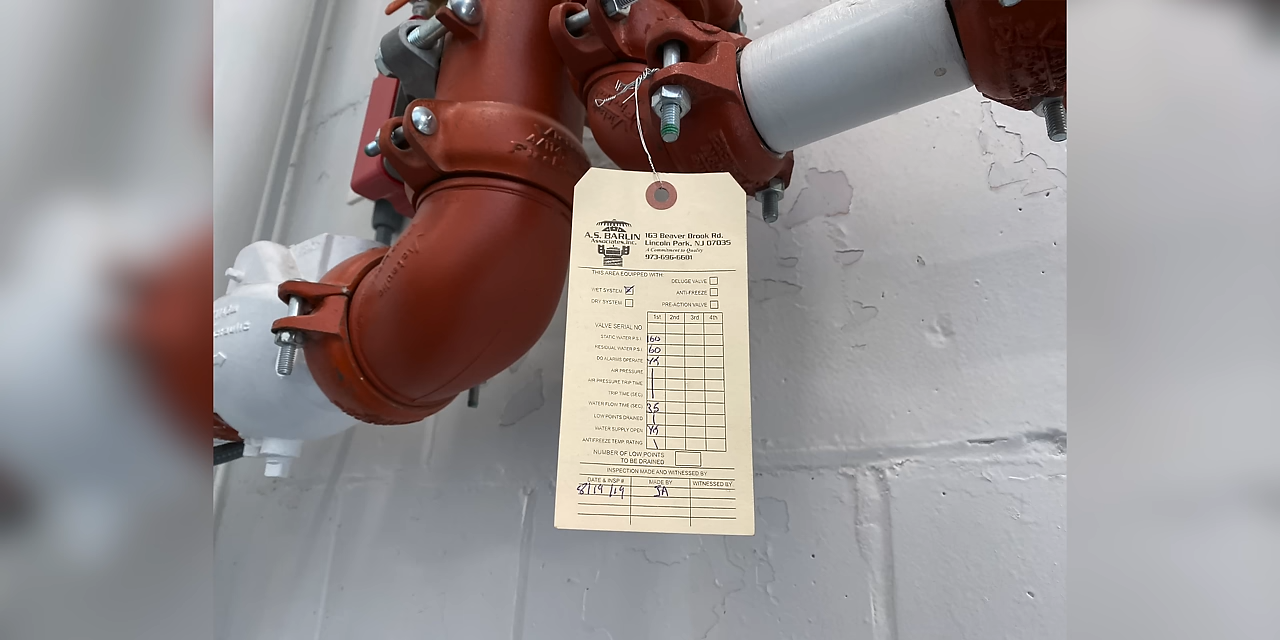 A.S. BARLIN
Associates, Inc.
163 Beaver Brook Rd.
Lincoln Park, NJ 07035
A Commitment to Quality
973-696-6601
THIS AREA EQUIPPED WITH:
WET SYSTEM
DRY SYSTEM
DELUGE VALVE
ANTI-FREEZE
PRE-ACTION VALVE
1st 2nd 3rd 4th
VALVE SERIAL NO.
STATIC WATER P.S.I. 160
RESIDUAL WATER P.S.I. 60
DO ALARMS OPERATE
AIR PRESSURE
AIR PRESSURE TRIP TIME
TRIP TIME (SEC)
WATER FLOW TIME (SEC) 35
LOW POINTS DRAINED
WATER SUPPLY OPEN
ANTIFREEZE TEMP. RATING
NUMBER OF LOW POINTS
TO BE DRAINED
INSPECTION MADE AND WITNESSED BY
DATE & INSP # MADE BY WITNESSED BY
8/19/19 JA